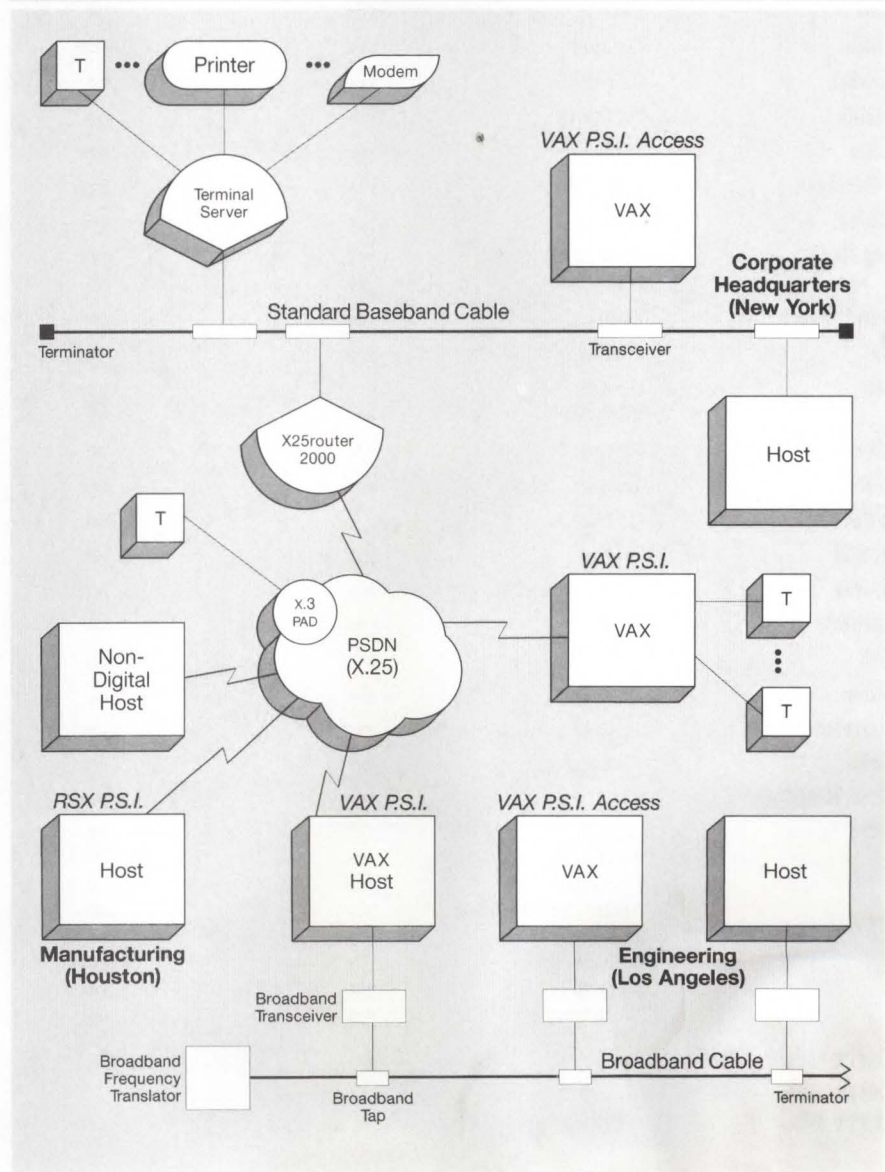 T
•••
Printer
•••
Modem
Terminal
Server
VAX P.S.I. Access
VAX
Corporate
Headquarters
(New York)
Standard Baseband Cable
Terminator
Transceiver
X25router
2000
Host
T
X.3
PAD
PSDN
(X.25)
VAX P.S.I.
VAX
T
T
Non-
Digital
Host
RSX P.S.I.
Host
Manufacturing
(Houston)
VAX P.S.I.
VAX
Host
VAX P.S.I. Access
VAX
Host
Engineering
(Los Angeles)
Broadband
Transceiver
Broadband
Frequency
Translator
Broadband
Tap
Broadband Cable
Terminator